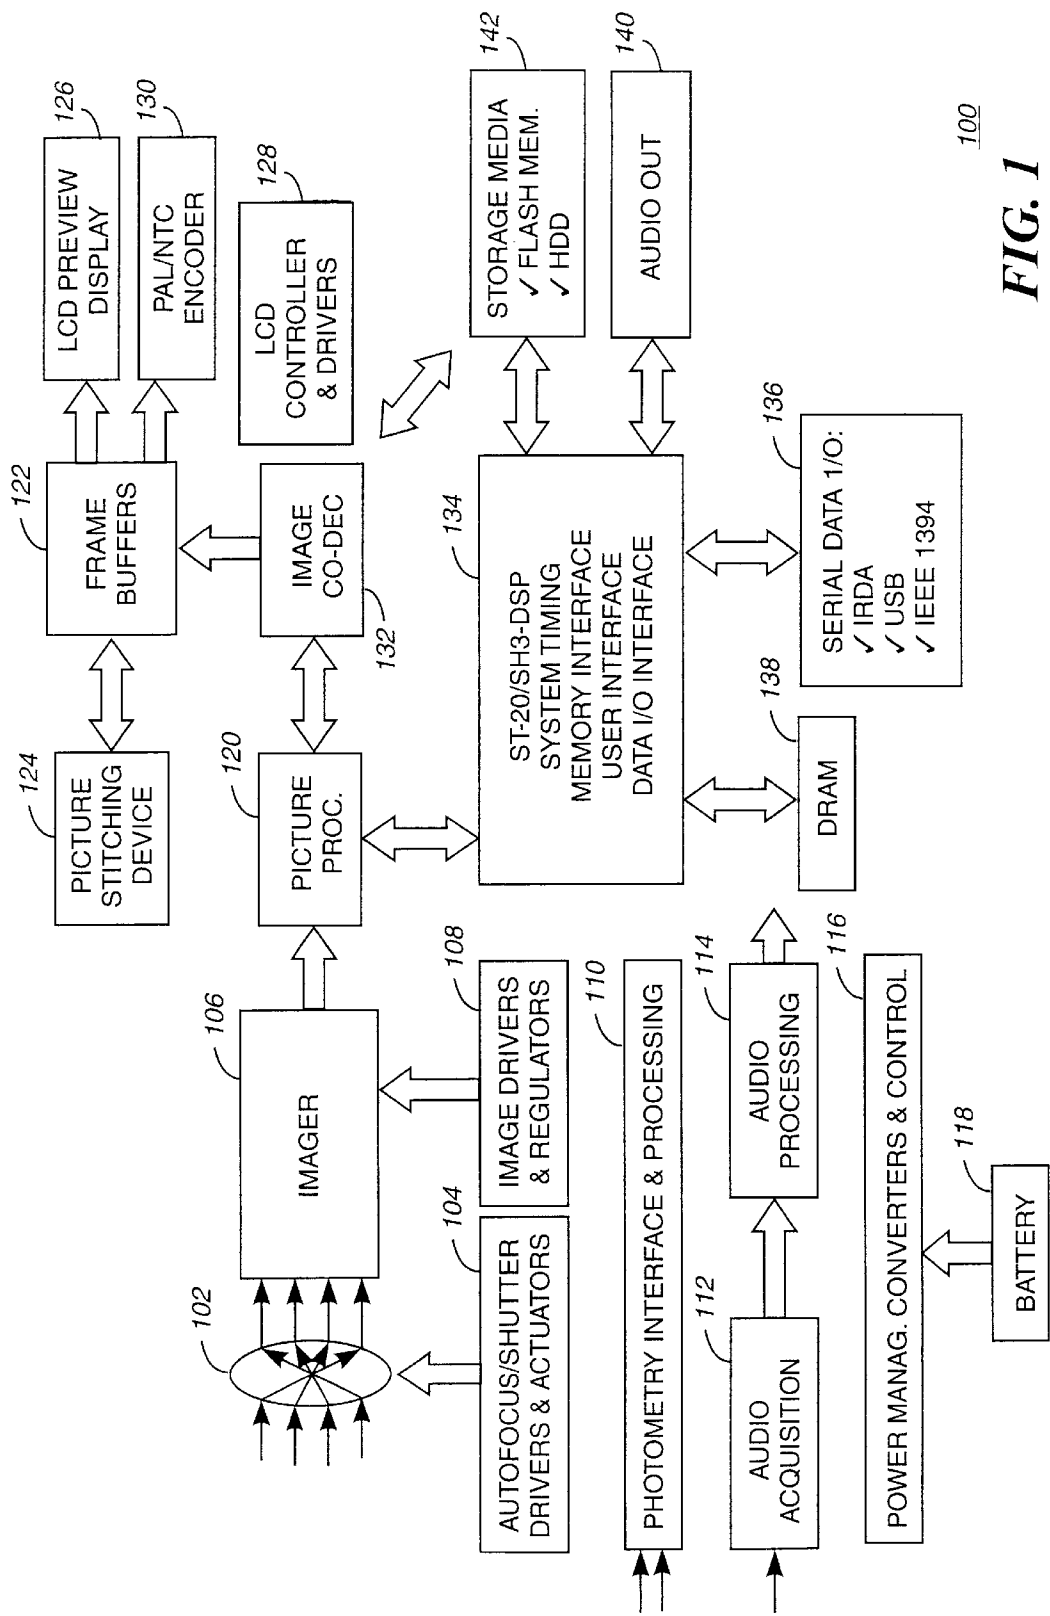 102
AUTOFOCUS/SHUTTER
DRIVERS & ACTUATORS
104
IMAGER
106
IMAGE DRIVERS
& REGULATORS
108
PHOTOMETRY INTERFACE & PROCESSING
110
AUDIO
ACQUISITION
112
AUDIO
PROCESSING
114
POWER MANAG. CONVERTERS & CONTROL
116
BATTERY
118
PICTURE
STITCHING
DEVICE
124
PICTURE
PROC.
120
FRAME
BUFFERS
122
IMAGE
CO-DEC
132
LCD PREVIEW
DISPLAY
126
PAL/NTC
ENCODER
130
LCD
CONTROLLER
& DRIVERS
128
ST-20/SH3-DSP
SYSTEM TIMING
MEMORY INTERFACE
USER INTERFACE
DATA I/O INTERFACE
134
STORAGE MEDIA
✓ FLASH MEM.
✓ HDD
142
AUDIO OUT
140
DRAM
138
SERIAL DATA 1/O:
✓ IRDA
✓ USB
✓ IEEE 1394
136
100
FIG. 1